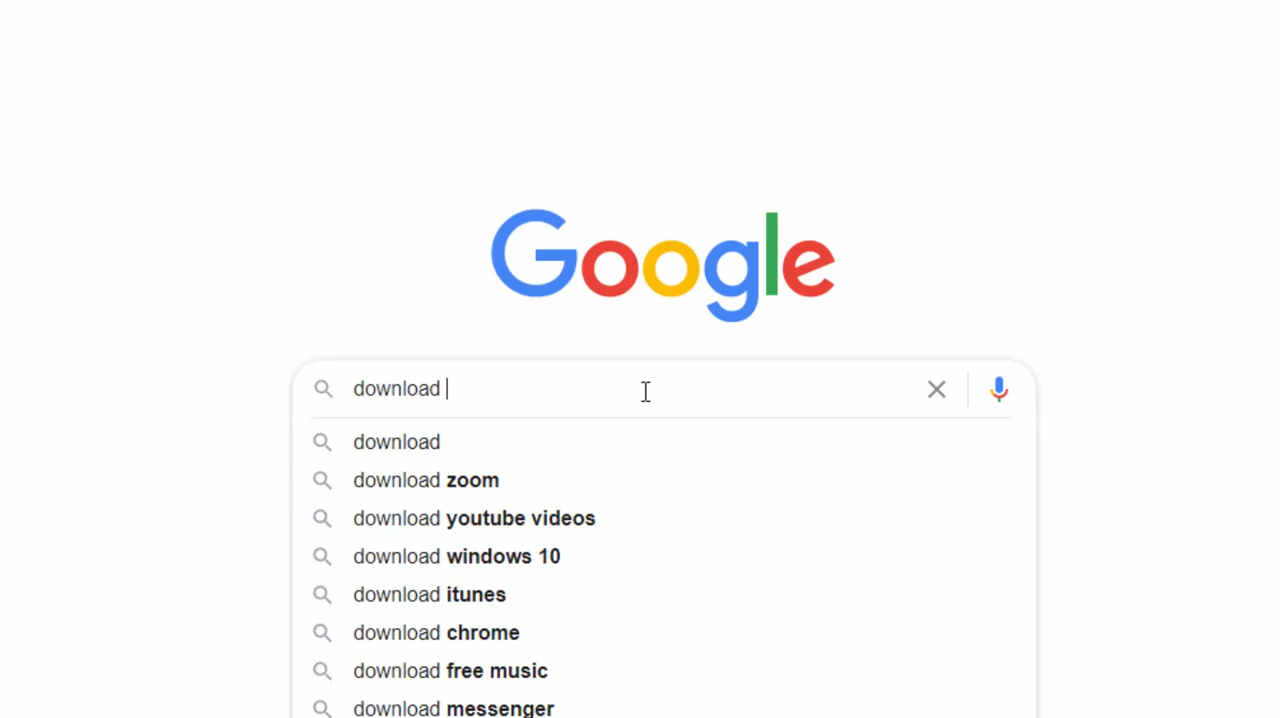 Google
download
download
download zoom
download youtube videos
download windows 10
download itunes
download chrome
download free music
download messenger